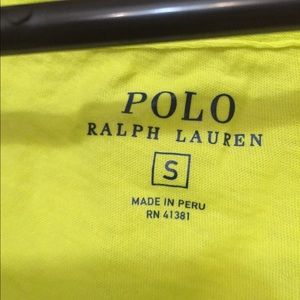 POLO
RALPH LAUREN
S
MADE IN PERU
RN 41381